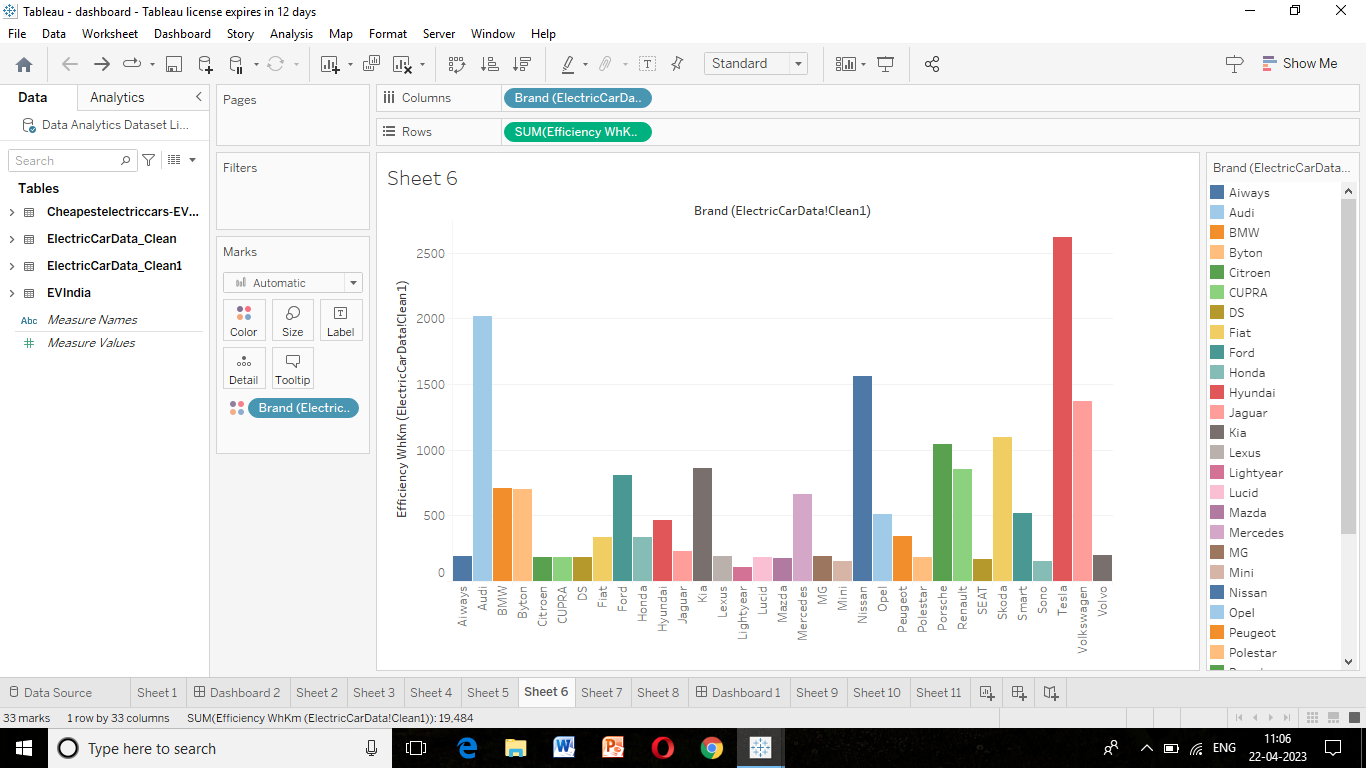 Tableau - dashboard - Tableau license expires in 12 days
File Data Worksheet Dashboard Story Analysis Map Format Server Window Help
Standard
Show Me
Data Analytics
Data Analytics Dataset Li...
Search
Tables
Cheapestelectriccars-EV...
ElectricCarData_Clean
ElectricCarData_Clean1
EVIndia
Abc Measure Names
# Measure Values
Pages
Filters
Marks
Automatic
Color Size Label
Detail Tooltip
Brand (Electric..
Columns Brand (ElectricCarDa..
Rows SUM(Efficiency WhK..
Sheet 6
Brand (ElectricCarData!Clean1)
Efficiency WhKm (ElectricCarData!Clean1)
2500
2000
1500
1000
500
0
Aiways Audi BMW Byton Citroen CUPRA DS Fiat Ford Honda Hyundai Jaguar Kia Lexus Lightyear Lucid Mazda Mercedes MG Mini Nissan Opel Peugeot Polestar Porsche Renault SEAT Skoda Smart Sono Tesla Volkswagen Volvo
Brand (ElectricCarData...
Aiways
Audi
BMW
Byton
Citroen
CUPRA
DS
Fiat
Ford
Honda
Hyundai
Jaguar
Kia
Lexus
Lightyear
Lucid
Mazda
Mercedes
MG
Mini
Nissan
Opel
Peugeot
Polestar
Data Source Sheet 1 Dashboard 2 Sheet 2 Sheet 3 Sheet 4 Sheet 5 Sheet 6 Sheet 7 Sheet 8 Dashboard 1 Sheet 9 Sheet 10 Sheet 11
33 marks 1 row by 33 columns SUM(Efficiency WhKm (ElectricCarData!Clean1)): 19,484
Type here to search
ENG
11:06
22-04-2023